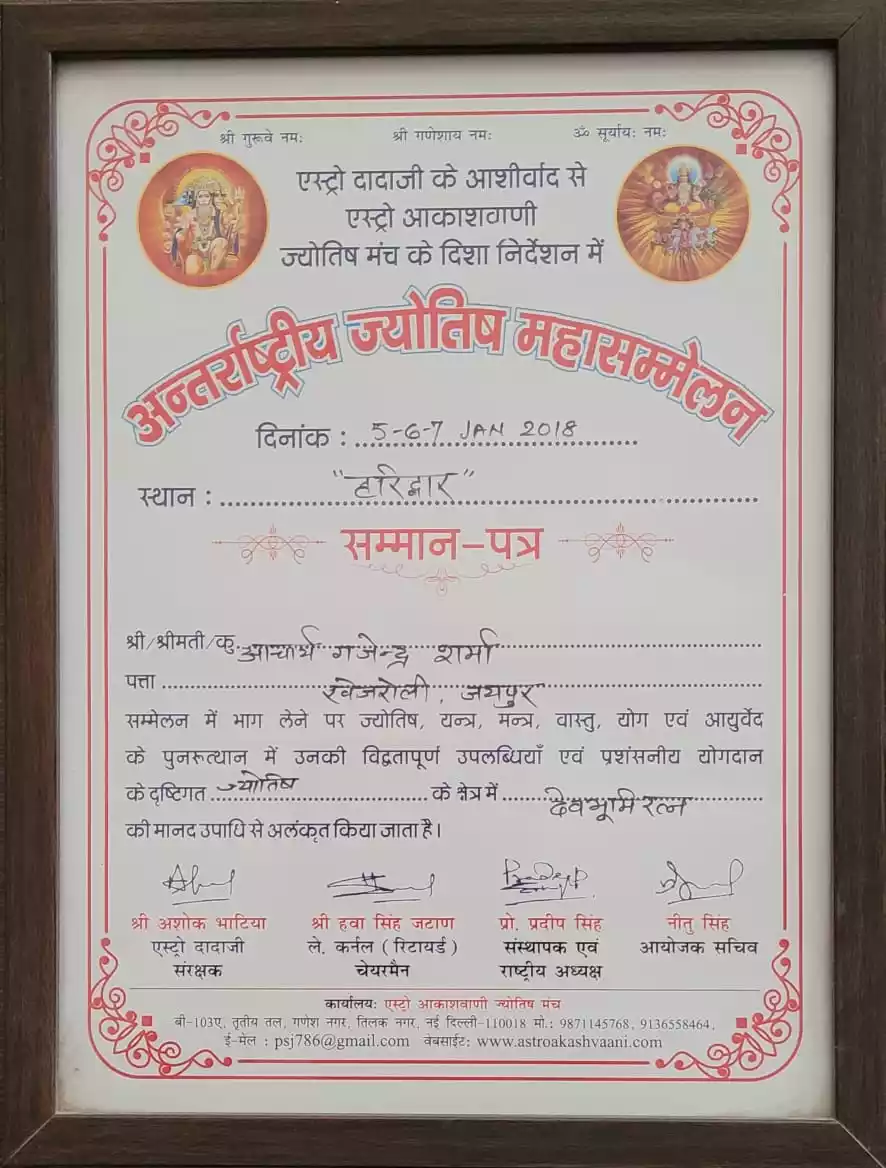 श्री गुरूवे नमः श्री गणेशाय नमः ॐ सूर्यायः नमः
एस्ट्रो दादाजी के आशीर्वाद से
एस्ट्रो आकाशवाणी
ज्योतिष मंच के दिशा निर्देशन में
अन्तर्राष्ट्रीय ज्योतिष महासम्मेलन
दिनांक : 5-6-7 JAN 2018
स्थान : "हरिद्वार"
सम्मान-पत्र
श्री/श्रीमती/कु. आचार्य गजेन्द्र शर्मा
पत्ता खेजरोली, जयपुर
सम्मेलन में भाग लेने पर ज्योतिष, यन्त्र, मन्त्र, वास्तु, योग एवं आयुर्वेद
के पुनरूत्थान में उनकी विद्वतापूर्ण उपलब्धियाँ एवं प्रशंसनीय योगदान
के दृष्टिगत ज्योतिष के क्षेत्र में देवभूमि रत्न
की मानद उपाधि से अलंकृत किया जाता है।
श्री अशोक भाटिया श्री हवा सिंह जटाण प्रो. प्रदीप सिंह नीतु सिंह
एस्ट्रो दादाजी ले. कर्नल (रिटायर्ड) संस्थापक एवं आयोजक सचिव
संरक्षक चेयरमैन राष्ट्रीय अध्यक्ष
कार्यालयः एस्ट्रो आकाशवाणी ज्योतिष मंच
बी-103ए, तृतीय तल, गणेश नगर, तिलक नगर, नई दिल्ली-110018 मो.: 9871145768, 9136558464,
ई-मेल : psj786@gmail.com वेबसाईट: www.astroakashvaani.com